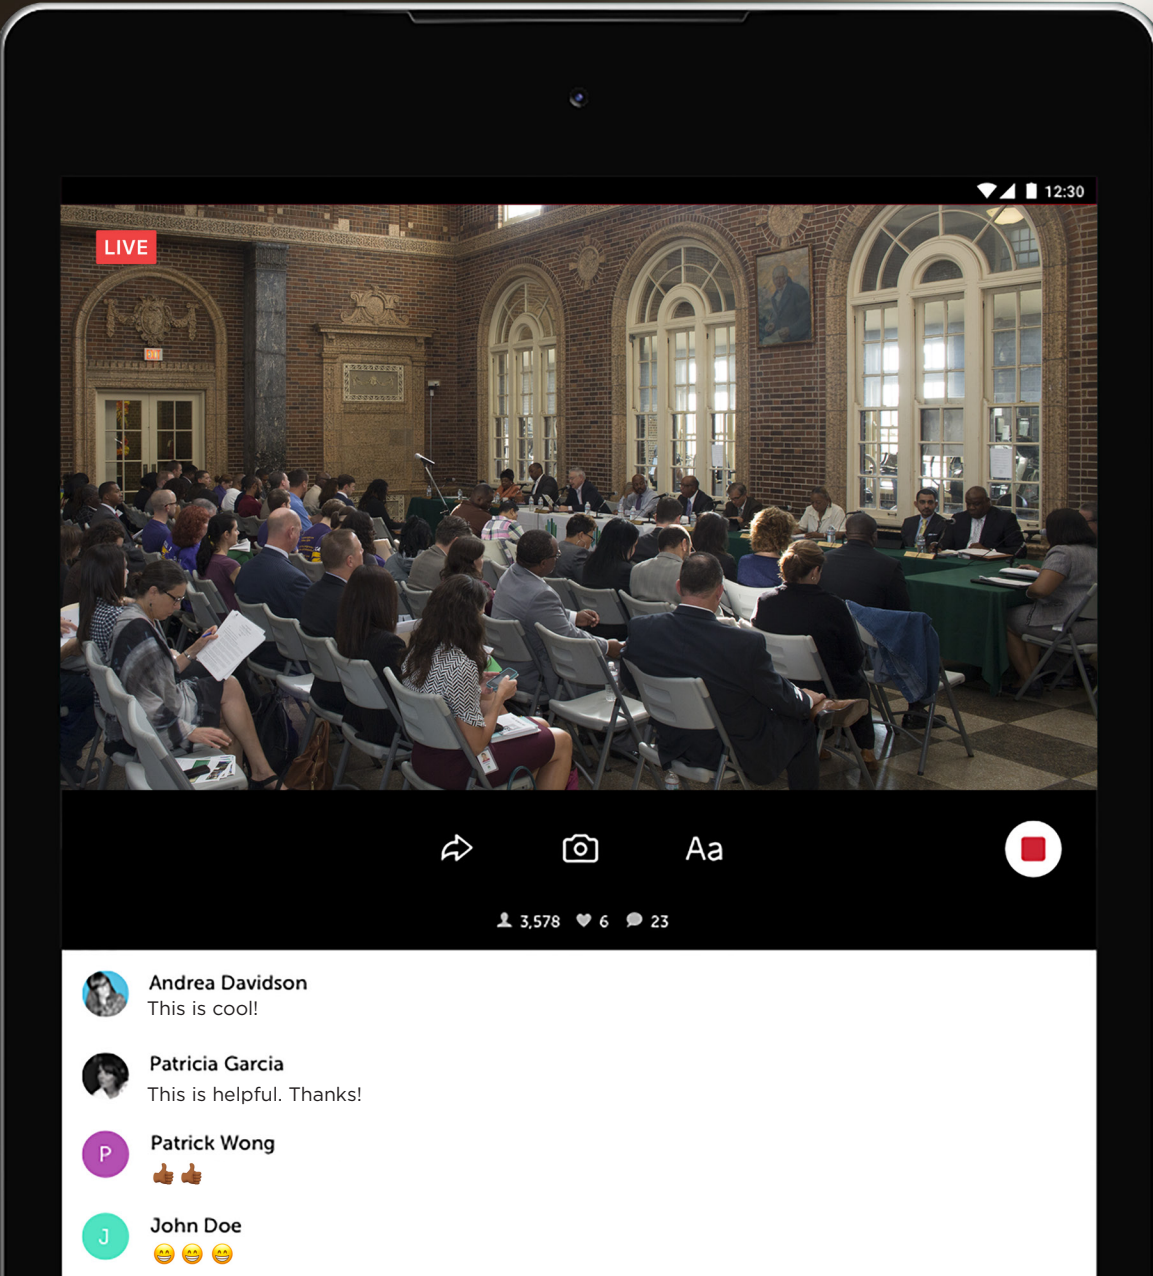 12:30
LIVE
Aa
3,578 6 23
Andrea Davidson
This is cool!
Patricia Garcia
This is helpful. Thanks!
P
Patrick Wong
👍🏾 👍🏾
J
John Doe
😁 😁 😁